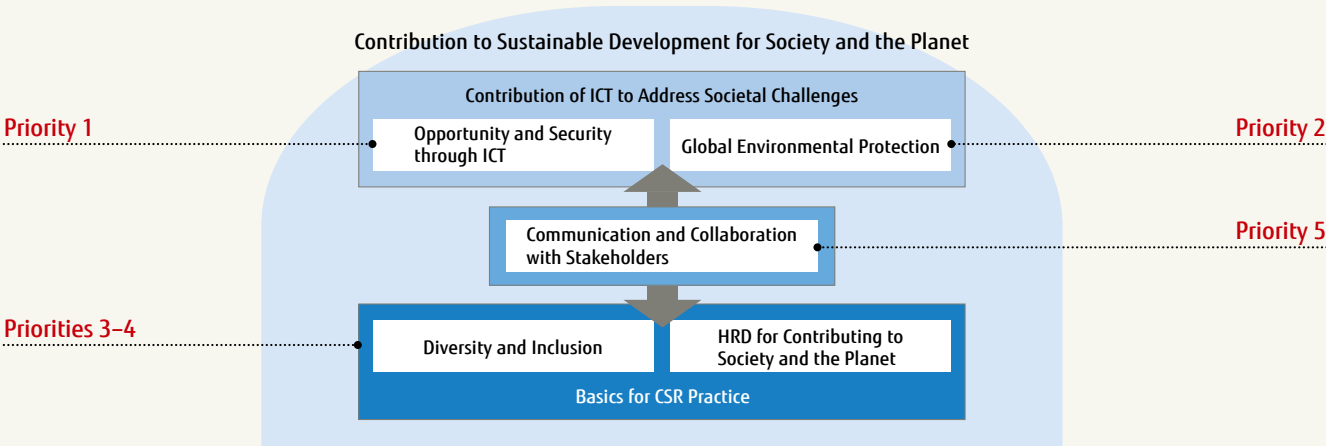 Contribution to Sustainable Development for Society and the Planet
Contribution of ICT to Address Societal Challenges
Priority 1
Opportunity and Security
through ICT
Global Environmental Protection
Priority 2
Communication and Collaboration
with Stakeholders
Priority 5
Priorities 3–4
Diversity and Inclusion
HRD for Contributing to
Society and the Planet
Basics for CSR Practice